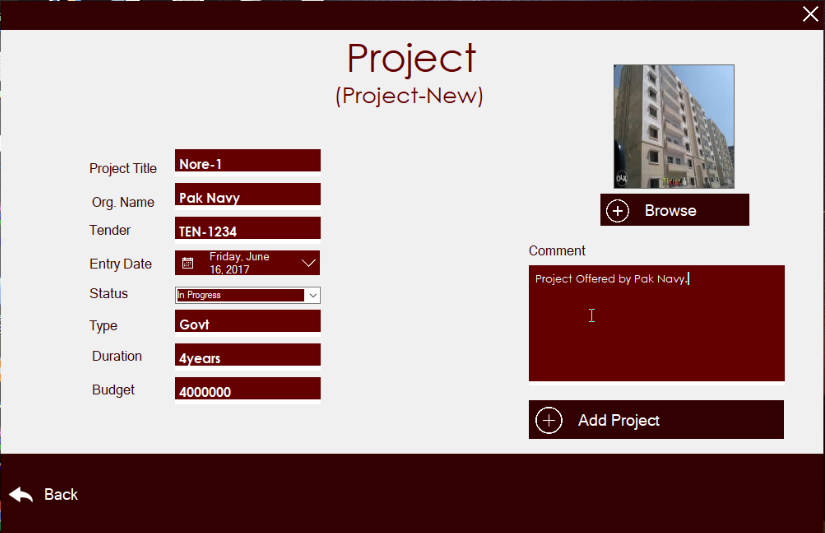 Project
(Project-New)
Project Title
Nore-1
Org. Name
Pak Navy
Tender
TEN-1234
Entry Date
Friday, June
16, 2017
Status
In Progress
Type
Govt
Duration
4years
Budget
4000000
OLX
Browse
Comment
Project Offered by Pak Navy.
Add Project
Back